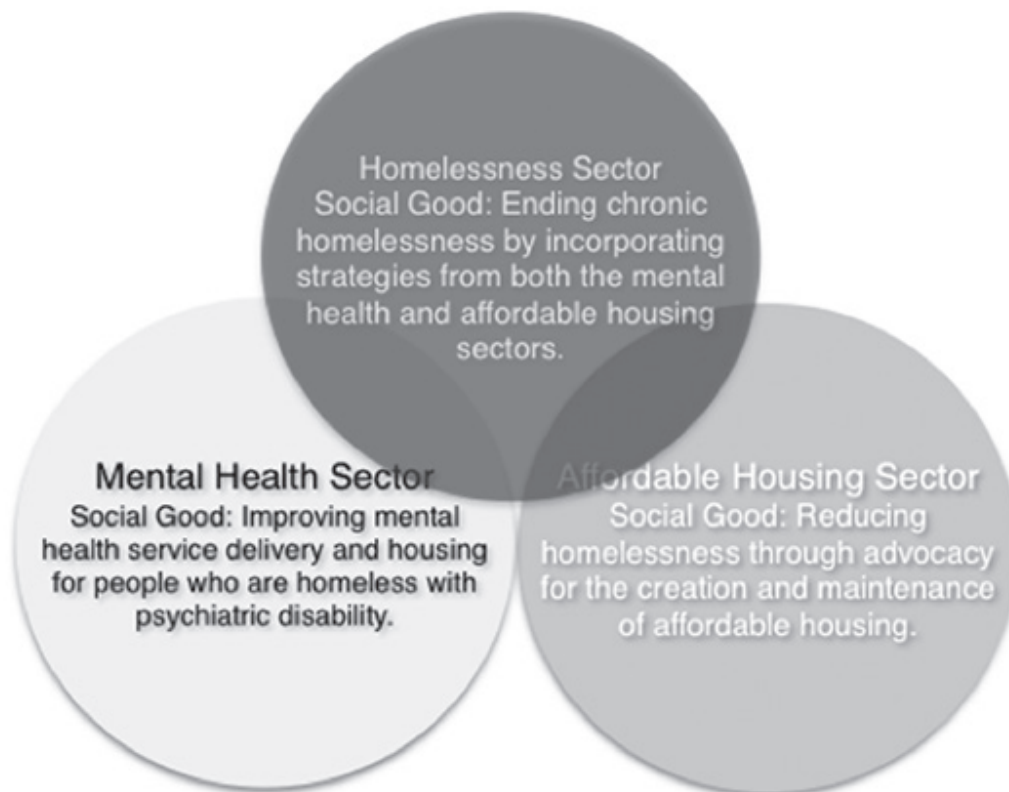 Homelessness Sector
Social Good: Ending chronic
homelessness by incorporating
strategies from both the mental
health and affordable housing
sectors.
Mental Health Sector
Social Good: Improving mental
health service delivery and housing
for people who are homeless with
psychiatric disability.
Affordable Housing Sector
Social Good: Reducing
homelessness through advocacy
for the creation and maintenance
of affordable housing.